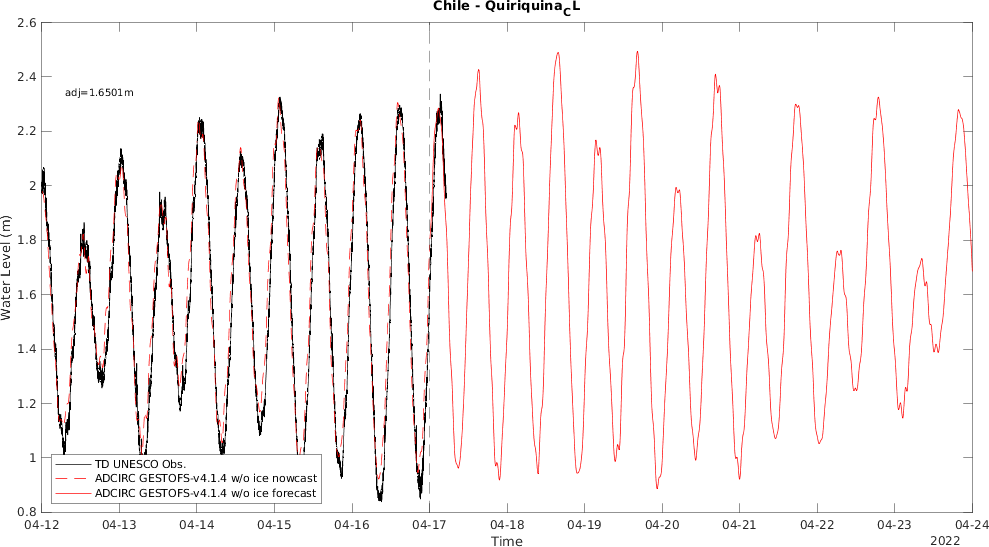 Chile - Quiriquina_CL
2.6
2.4
2.2
2
1.8
1.6
1.4
1.2
1
0.8
Water Level (m)
adj=1.6501m
TD UNESCO Obs.
ADCIRC GESTOFS-v4.1.4 w/o ice nowcast
ADCIRC GESTOFS-v4.1.4 w/o ice forecast
04-12 04-13 04-14 04-15 04-16 04-17 04-18 04-19 04-20 04-21 04-22 04-23 04-24
Time
2022